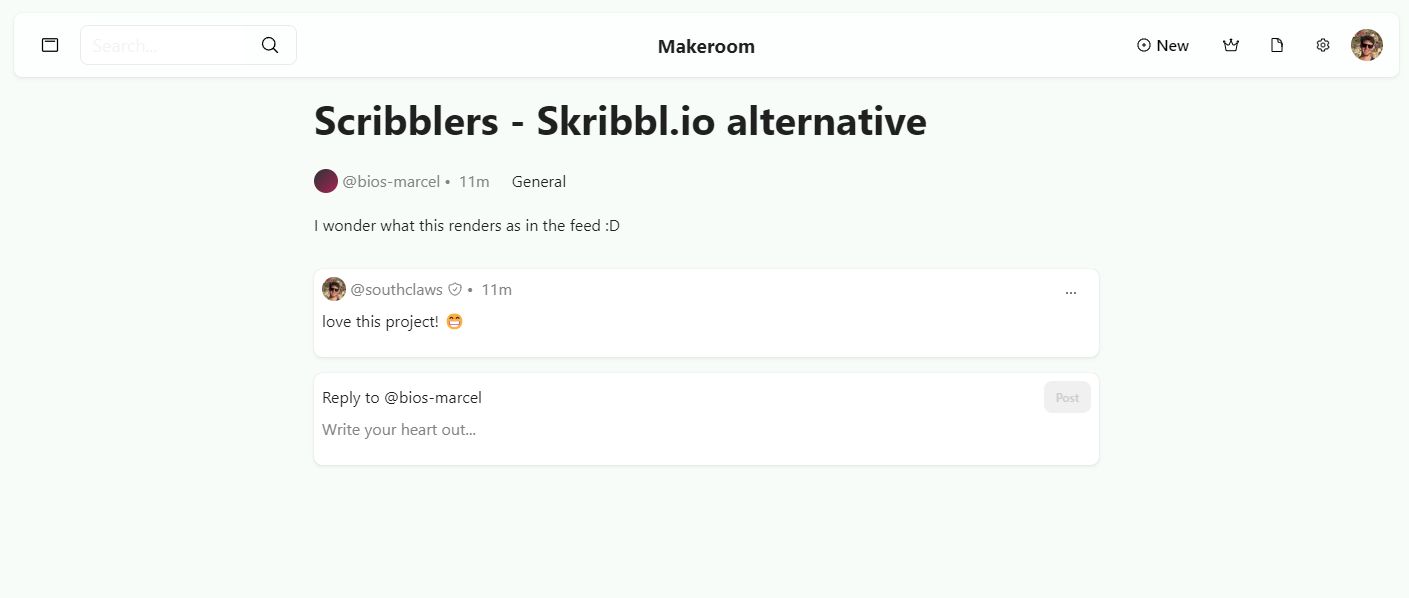 Search...
Makeroom
New
Scribblers - Skribbl.io alternative
@bios-marcel • 11m General
I wonder what this renders as in the feed :D
@southclaws • 11m
...
love this project! 😁
Reply to @bios-marcel
Post
Write your heart out...